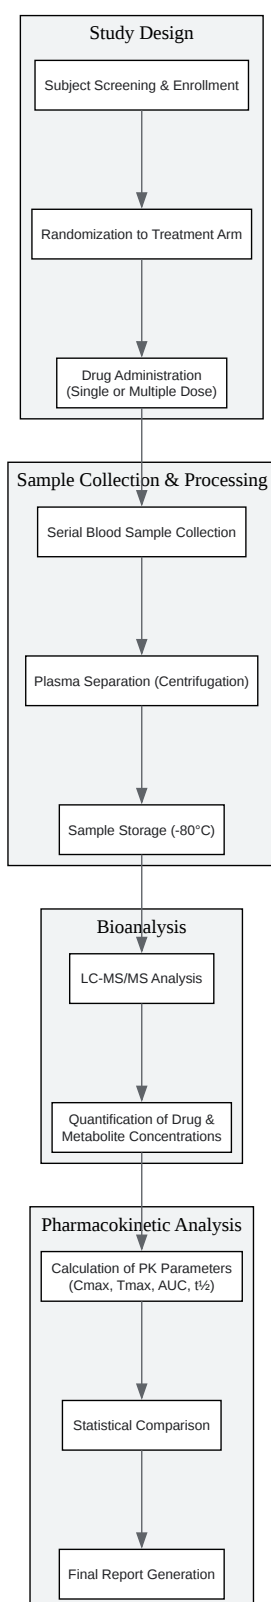 Study Design
Subject Screening & Enrollment
Randomization to Treatment Arm
Drug Administration
(Single or Multiple Dose)
Sample Collection & Processing
Serial Blood Sample Collection
Plasma Separation (Centrifugation)
Sample Storage (-80°C)
Bioanalysis
LC-MS/MS Analysis
Quantification of Drug &
Metabolite Concentrations
Pharmacokinetic Analysis
Calculation of PK Parameters
(Cmax, Tmax, AUC, t½)
Statistical Comparison
Final Report Generation